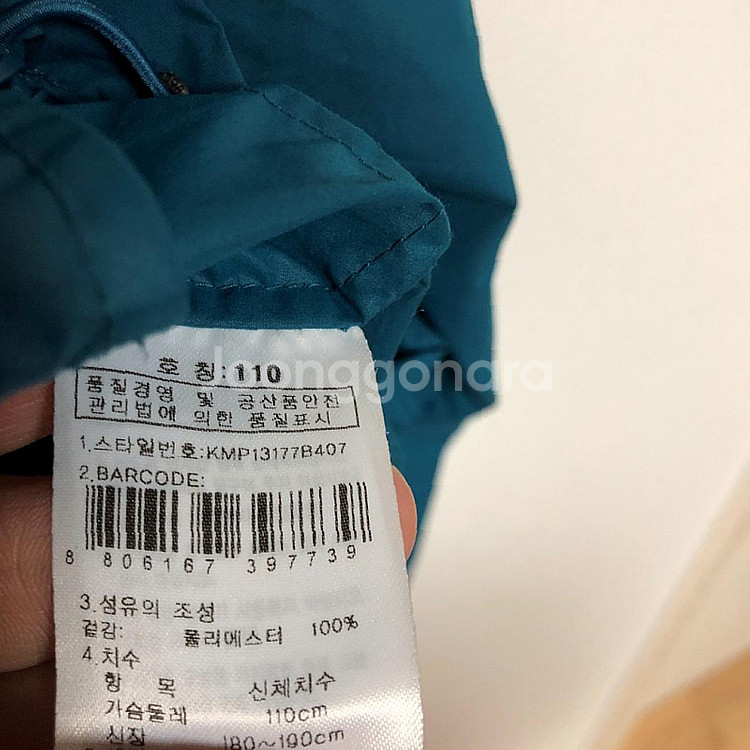 호 칭:110
Joonggonara
품질경영 및 공산품안전
관리법에 의한 품질표시
1.스타일번호:KMP13177B407
2.BARCODE:
8 806167 397739
3.섬유의 조성
겉감: 폴리에스터 100%
4.치수
항 목 신체치수
가슴둘레 110cm
신장 180~190cm